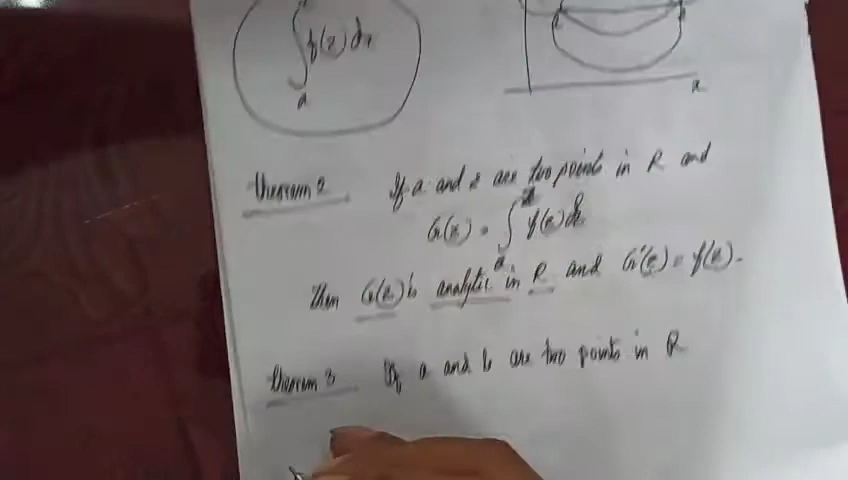 ∫ f(z) dz
a
x
Theorem 2 If a and z are two points in R and
G(z) = ∫ f(z) dz
a
Then G(z) is analytic in R and G'(z) = f(z).
Theorem 3 If a and b are two points in R